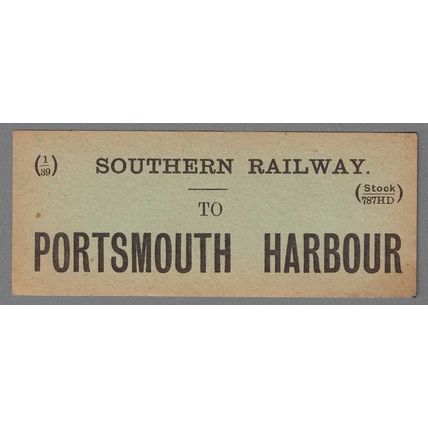 (1/39)
SOUTHERN RAILWAY.
(Stock/787HD)
TO
PORTSMOUTH HARBOUR